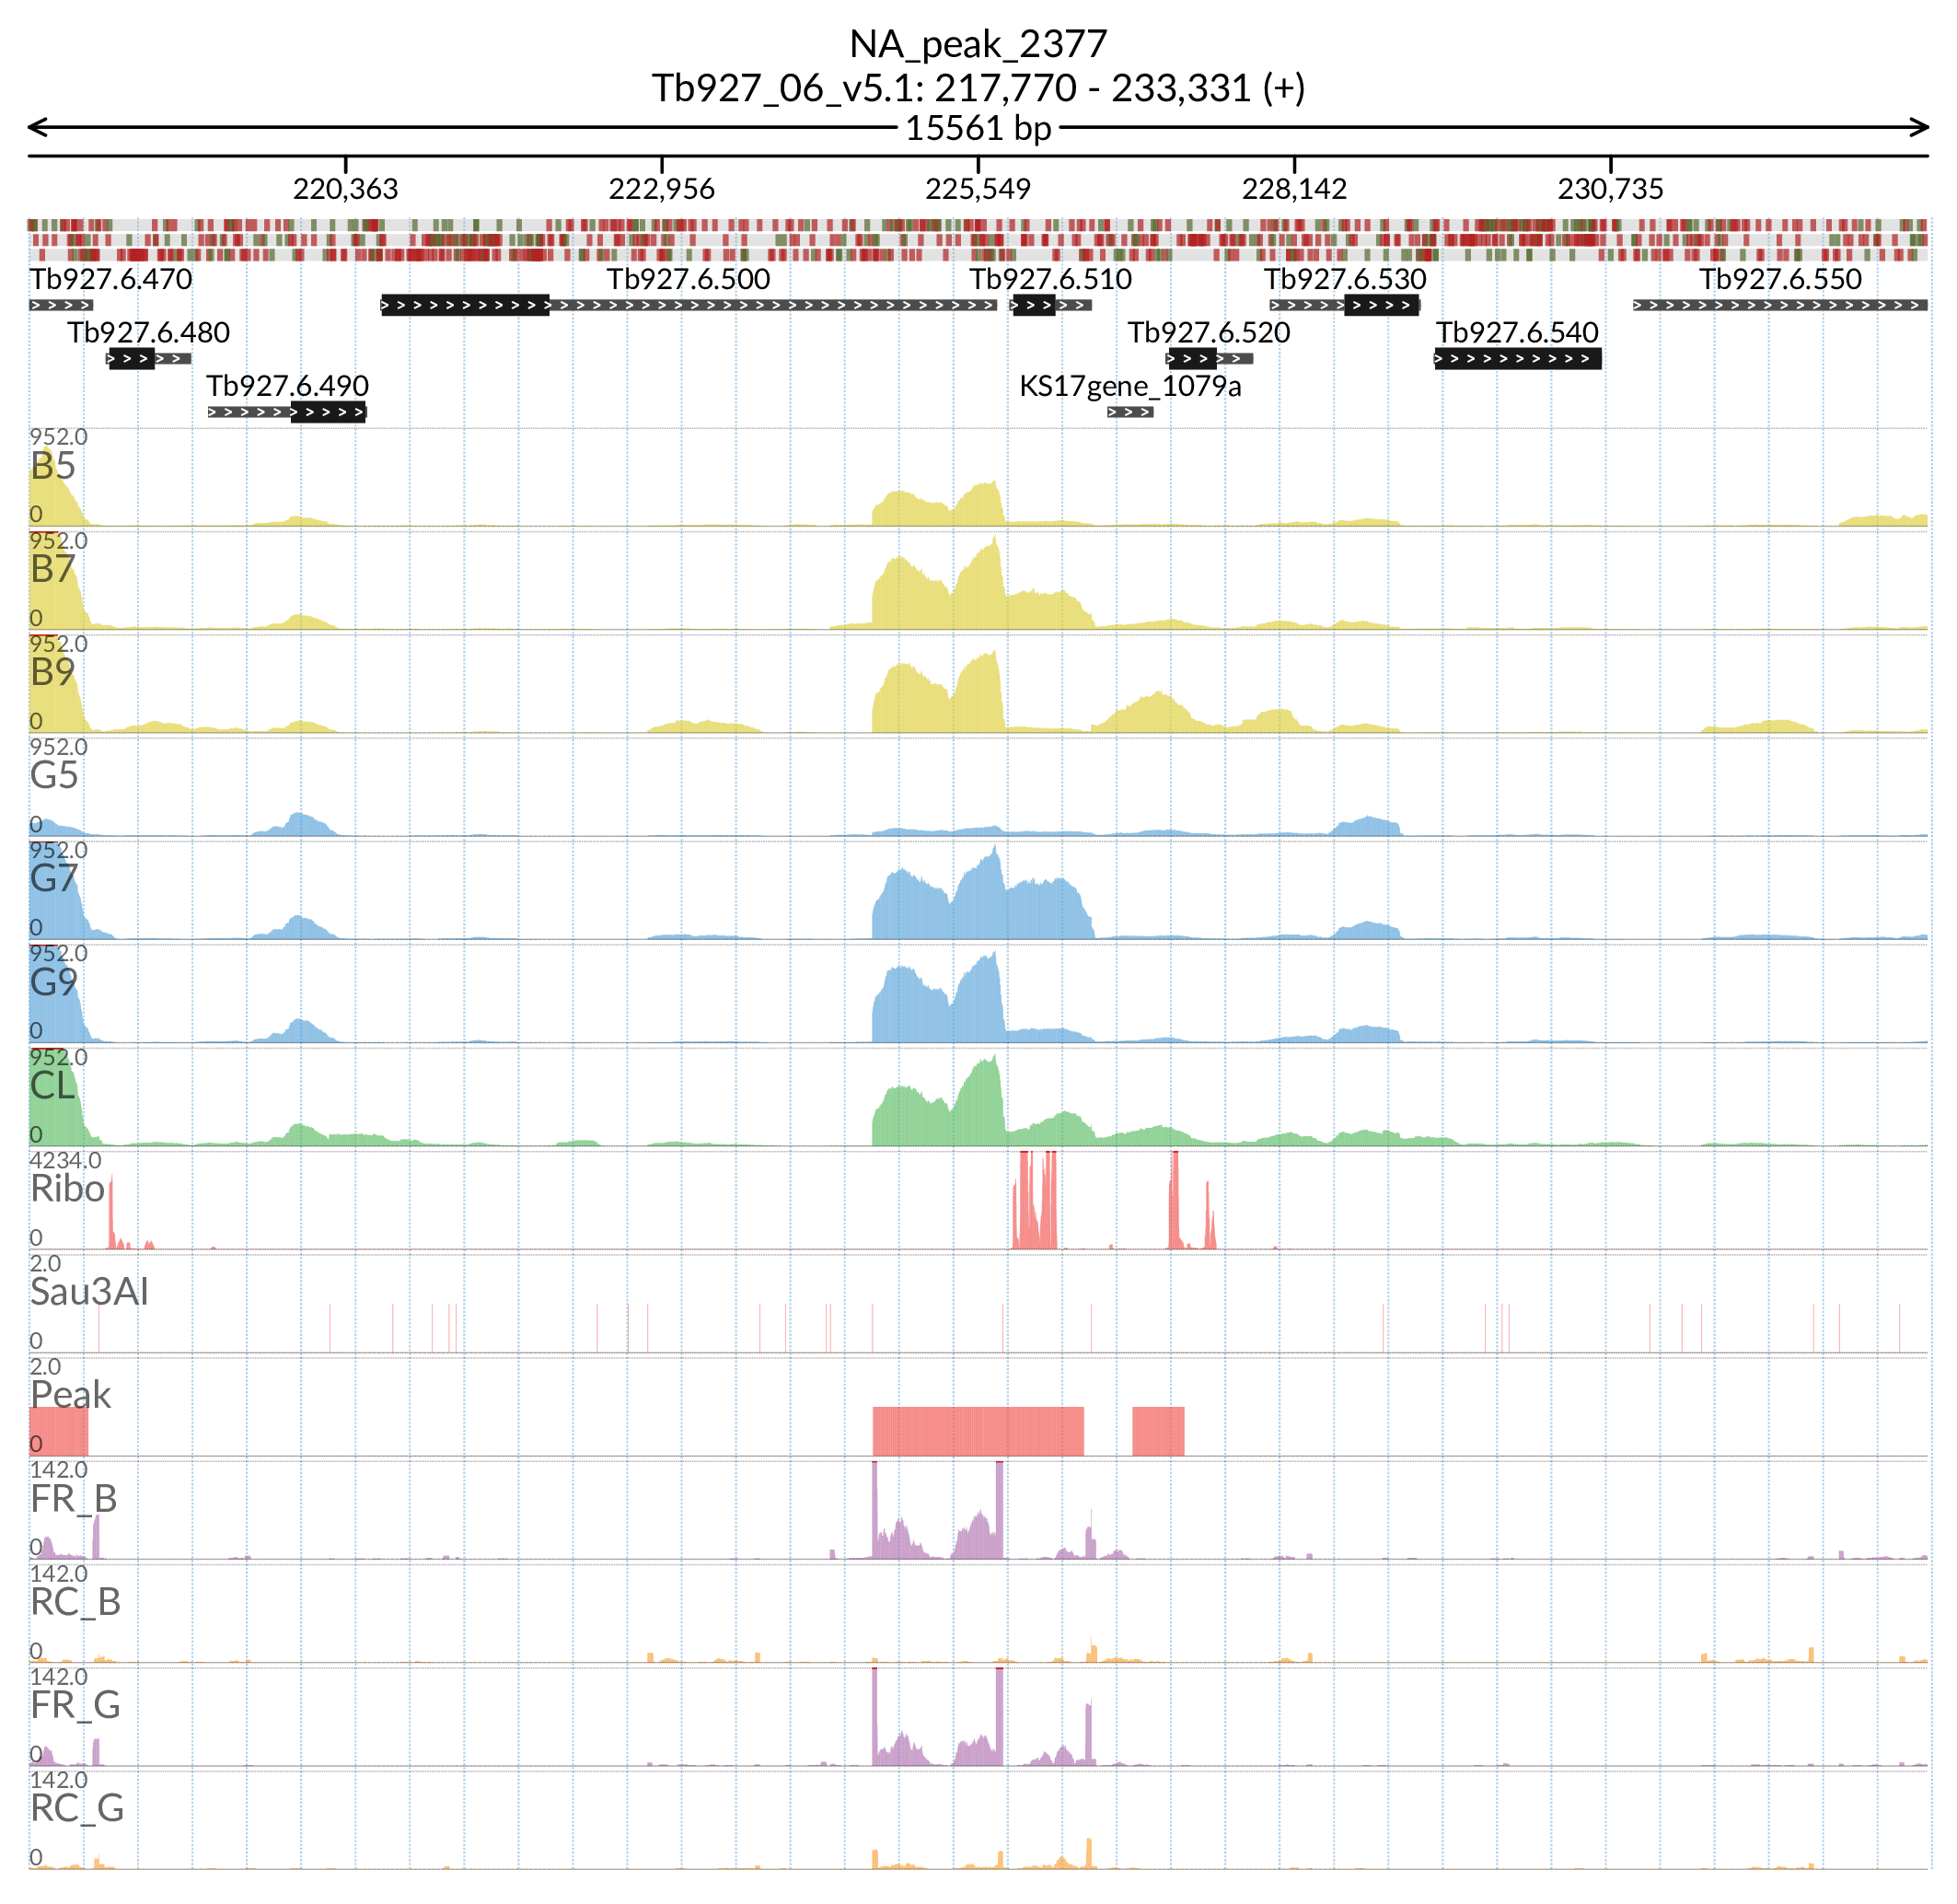 NA_peak_2377
Tb927_06_v5.1: 217,770 - 233,331 (+)
15561 bp
220,363 222,956 225,549 228,142 230,735
Tb927.6.470 Tb927.6.500 Tb927.6.510 Tb927.6.530 Tb927.6.550
Tb927.6.480 Tb927.6.520 Tb927.6.540
Tb927.6.490 KS17gene_1079a
952.0
B5
0
952.0
B7
0
952.0
B9
0
952.0
G5
0
952.0
G7
0
952.0
G9
0
952.0
CL
0
4234.0
Ribo
0
2.0
Sau3AI
0
2.0
Peak
0
142.0
FR_B
0
142.0
RC_B
0
142.0
FR_G
0
142.0
RC_G
0